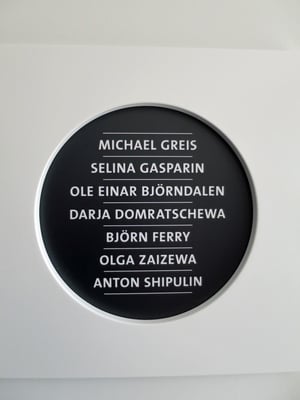 MICHAEL GREIS
SELINA GASPARIN
OLE EINAR BJÖRNDALEN
DARJA DOMRATSCHEWA
BJÖRN FERRY
OLGA ZAIZEWA
ANTON SHIPULIN